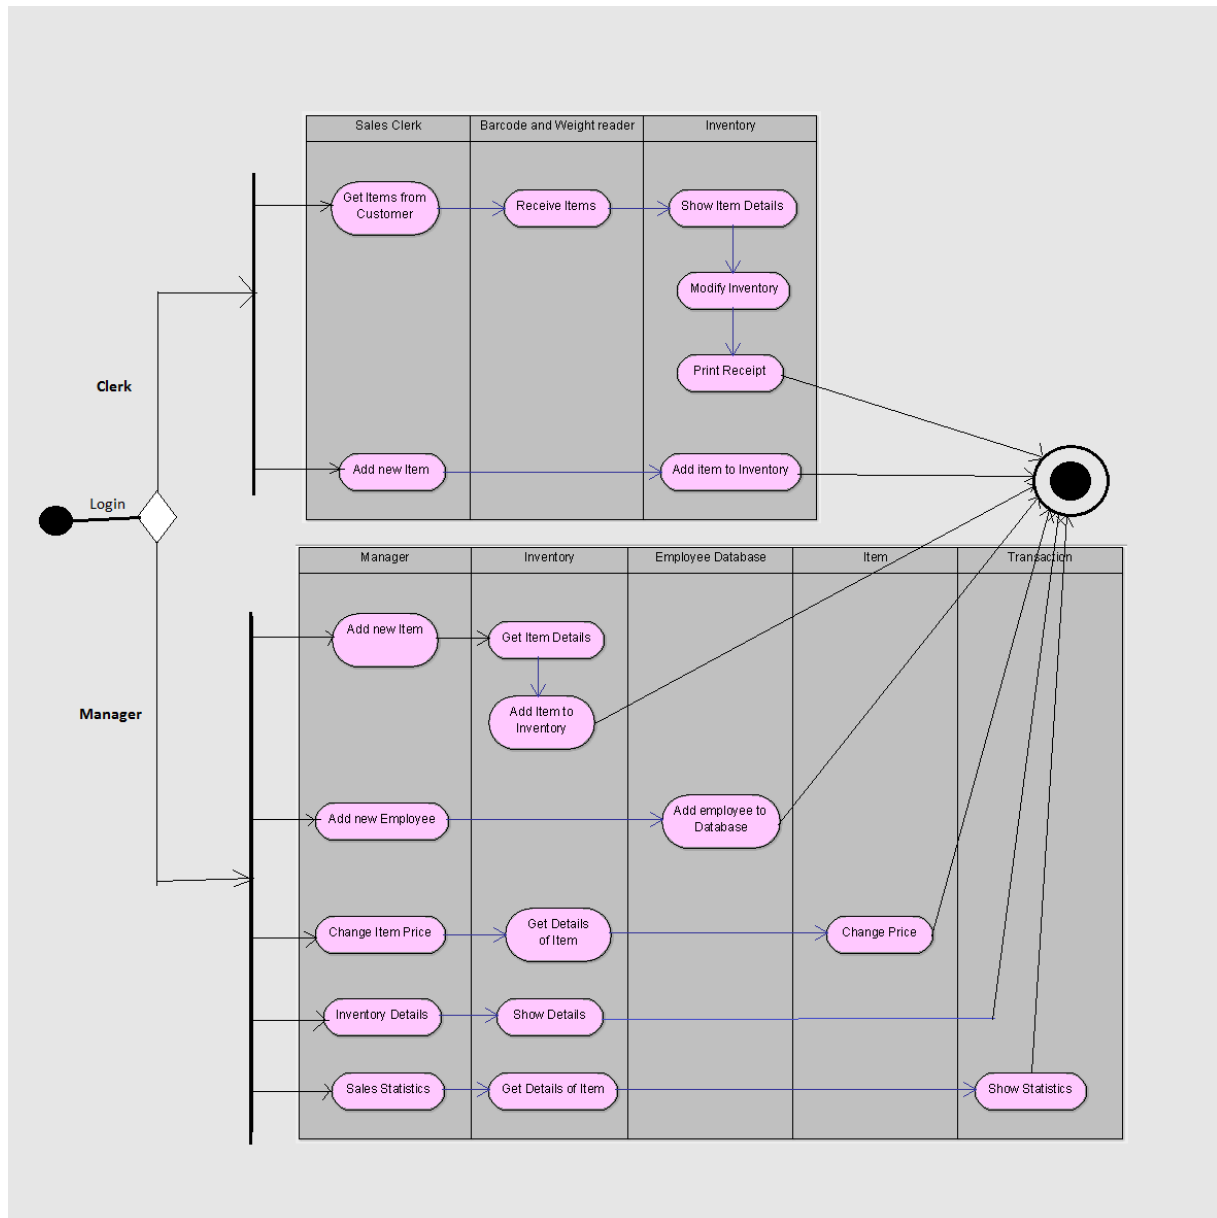 Sales Clerk
Barcode and Weight reader
Inventory
Get Items from
Customer
Receive Items
Show Item Details
Modify Inventory
Print Receipt
Clerk
Add new Item
Add item to Inventory
Login
Manager
Inventory
Employee Database
Item
Transaction
Add new Item
Get Item Details
Add Item to
Inventory
Manager
Add new Employee
Add employee to
Database
Change Item Price
Get Details
of Item
Change Price
Inventory Details
Show Details
Sales Statistics
Get Details of Item
Show Statistics